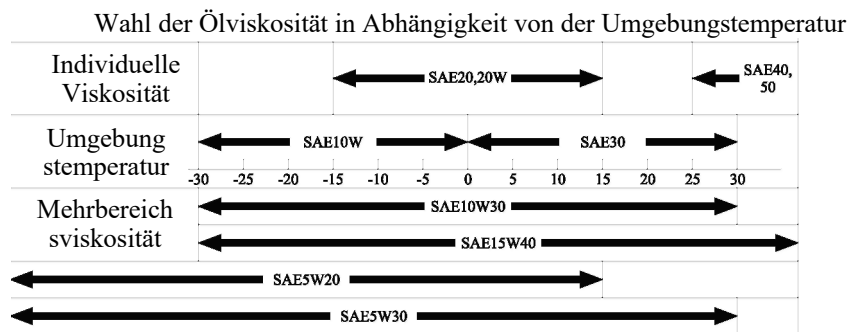 Wahl der Ölviskosität in Abhängigkeit von der Umgebungstemperatur
Individuelle
Viskosität
SAE20,20W
SAE40,
50
Umgebung
stemperatur
SAE10W
SAE30
-30 -25 -20 -15 -10 -5 0 5 10 15 20 25 30
Mehrbereich
sviskosität
SAE10W30
SAE15W40
SAE5W20
SAE5W30